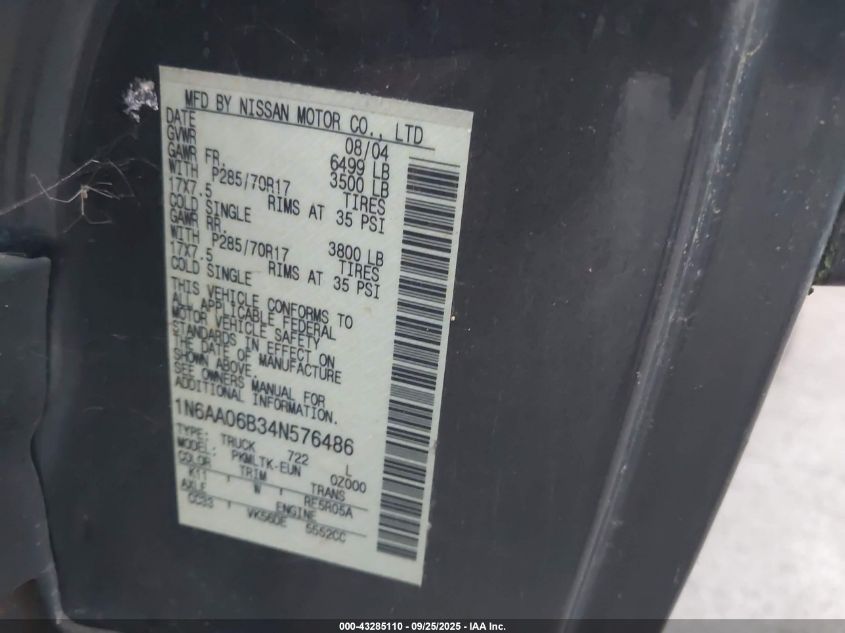 MFD BY NISSAN MOTOR CO., LTD
DATE 08/04
GVWR 6499 LB
GAWR FR. 3500 LB
WITH P285/70R17 TIRES
17X7.5 RIMS AT 35 PSI
COLD SINGLE
GAWR RR. 3800 LB
WITH P285/70R17 TIRES
17X7.5 RIMS AT 35 PSI
COLD SINGLE
THIS VEHICLE CONFORMS TO
ALL APPLICABLE FEDERAL
MOTOR VEHICLE SAFETY
STANDARDS IN EFFECT ON
THE DATE OF MANUFACTURE
SHOWN ABOVE.
SEE OWNERS MANUAL FOR
ADDITIONAL INFORMATION.
1N6AA06B34N576486
TYPE: TRUCK 722 L
MODEL: PKMLTK-EUN 0Z000
COLOR TRIM TRANS
KY1 , W , RE5R05A
AXLE ENGINE
CC33 , VK56DE 5552CC
000-43285110 - 09/25/2025 - IAA Inc.